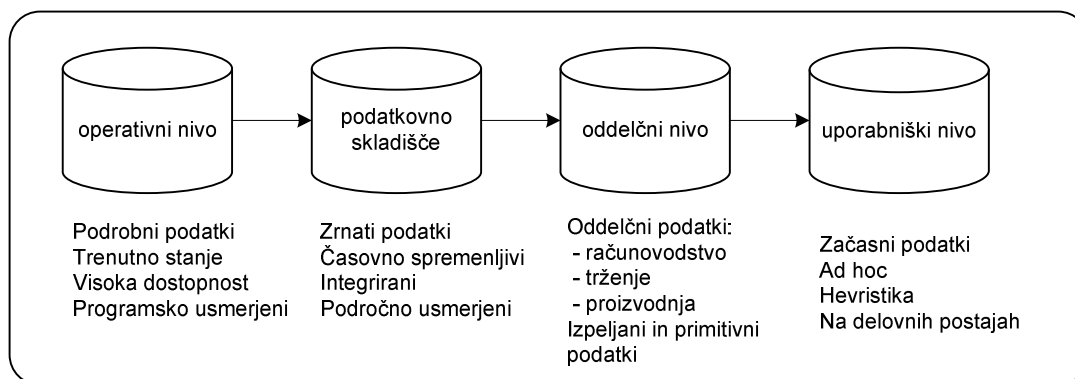 operativni nivo
podatkovno
skladišče
oddelčni nivo
uporabniški nivo
Podrobni podatki
Trenutno stanje
Visoka dostopnost
Programsko usmerjeni
Zrnati podatki
Časovno spremenljivi
Integrirani
Področno usmerjeni
Oddelčni podatki:
- računovodstvo
- trženje
- proizvodnja
Izpeljani in primitivni
podatki
Začasni podatki
Ad hoc
Hevristika
Na delovnih postajah